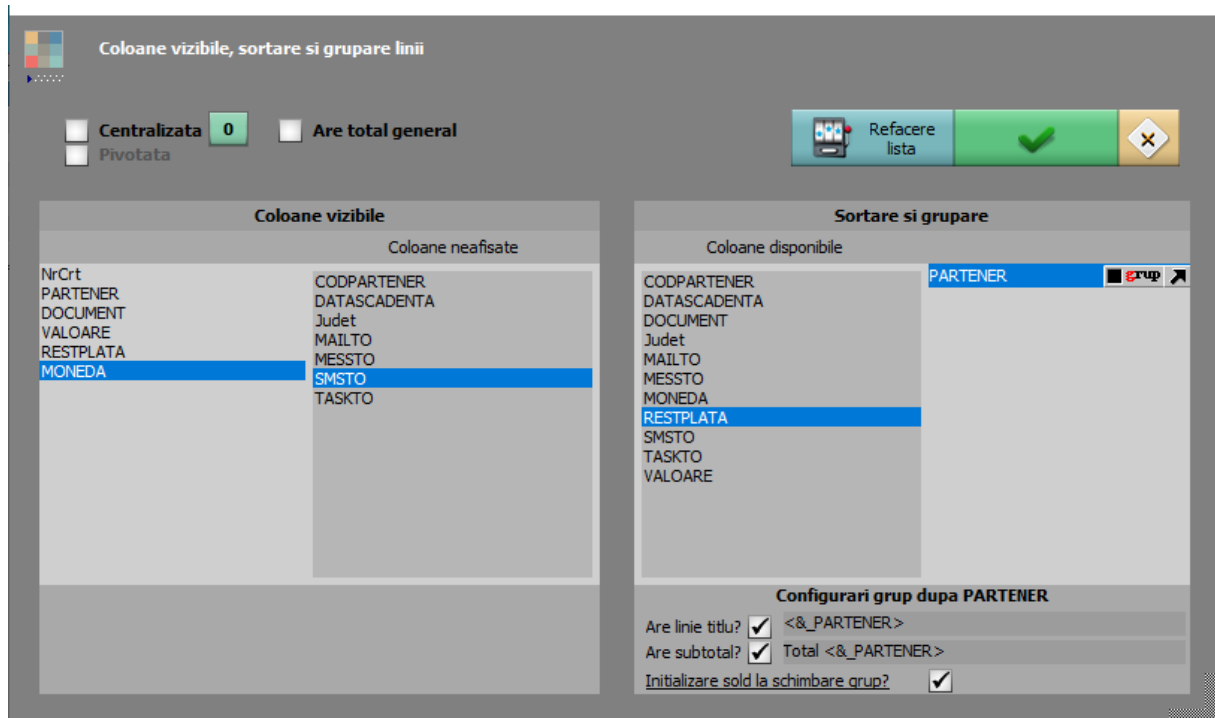 Coloane vizibile, sortare si grupare linii
Centralizata 0 Are total general
Pivotata
Refacere
lista
Coloane vizibile
Coloane neafisate
NrCrt
PARTENER
DOCUMENT
VALOARE
RESTPLATA
MONEDA
CODPARTENER
DATASCADENTA
Judet
MAILTO
MESSTO
SMSTO
TASKTO
Sortare si grupare
Coloane disponibile
CODPARTENER
DATASCADENTA
DOCUMENT
Judet
MAILTO
MESSTO
MONEDA
RESTPLATA
SMSTO
TASKTO
VALOARE
PARTENER grup
Configurari grup dupa PARTENER
Are linie titlu? <&_PARTENER>
Are subtotal? Total <&_PARTENER>
Initializare sold la schimbare grup?